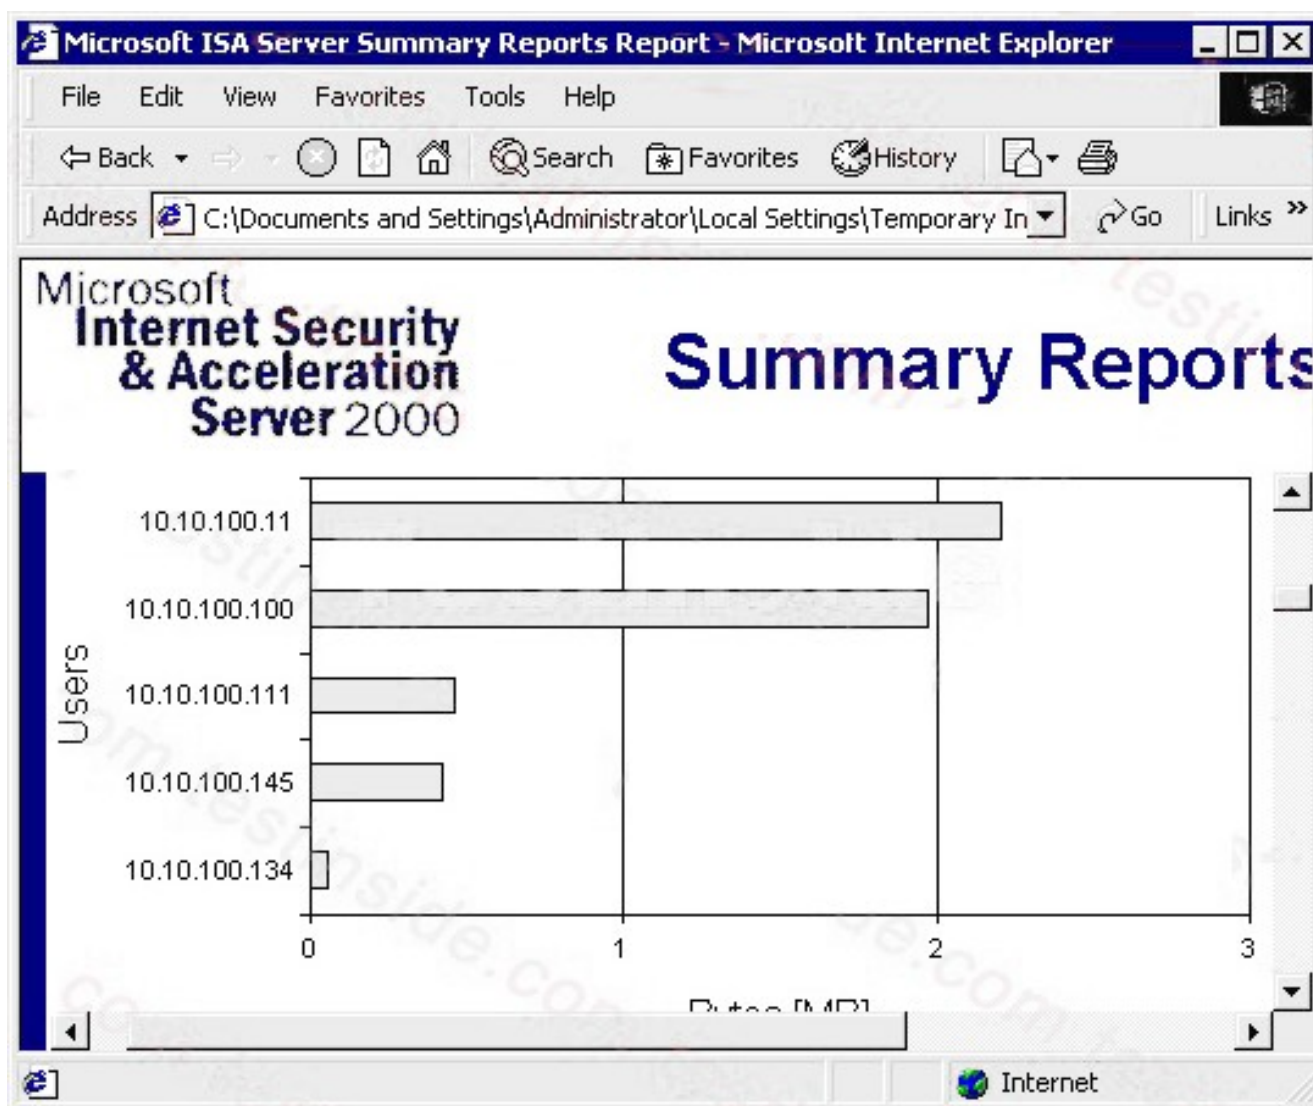 Microsoft ISA Server Summary Reports Report - Microsoft Internet Explorer
File Edit View Favorites Tools Help
Back Search Favorites History
Address C:\Documents and Settings\Administrator\Local Settings\Temporary In Go Links »
Microsoft
Internet Security
& Acceleration
Server 2000
Summary Reports
Users
10.10.100.11
10.10.100.100
10.10.100.111
10.10.100.145
10.10.100.134
0 1 2 3
Bytes [MB]
Internet